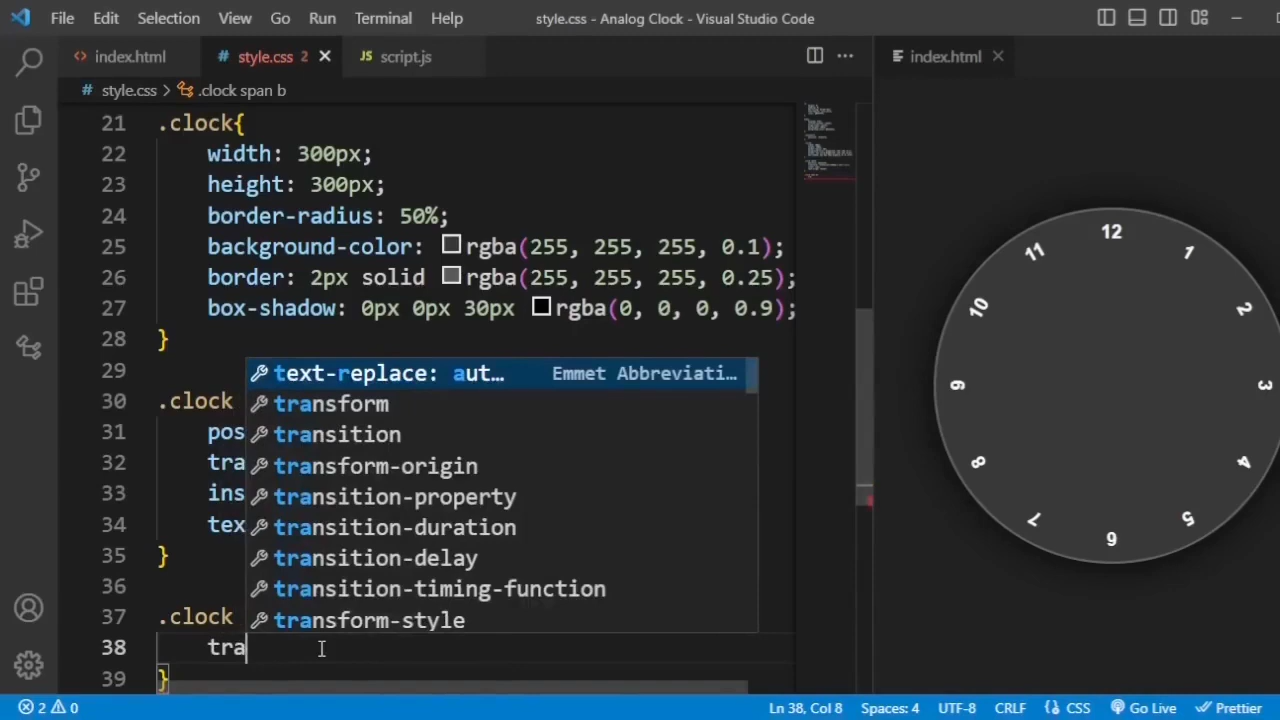 File Edit Selection View Go Run Terminal Help style.css - Analog Clock - Visual Studio Code
index.html # style.css 2 JS script.js index.html
# style.css > .clock span b
21 .clock{
22 width: 300px;
23 height: 300px;
24 border-radius: 50%;
25 background-color: rgba(255, 255, 255, 0.1);
26 border: 2px solid rgba(255, 255, 255, 0.25);
27 box-shadow: 0px 0px 30px rgba(0, 0, 0, 0.9);
28 }
29
30 .clock
31 pos
32 tra
33 ins
34 tex
35 }
36
37 .clock
38 tra
39 }
text-replace: aut… Emmet Abbreviati…
transform
transition
transform-origin
transition-property
transition-duration
transition-delay
transition-timing-function
transform-style
12
1
2
3
4
5
6
7
8
9
10
11
2 0 Ln 38, Col 8 Spaces: 4 UTF-8 CRLF CSS Go Live Prettier